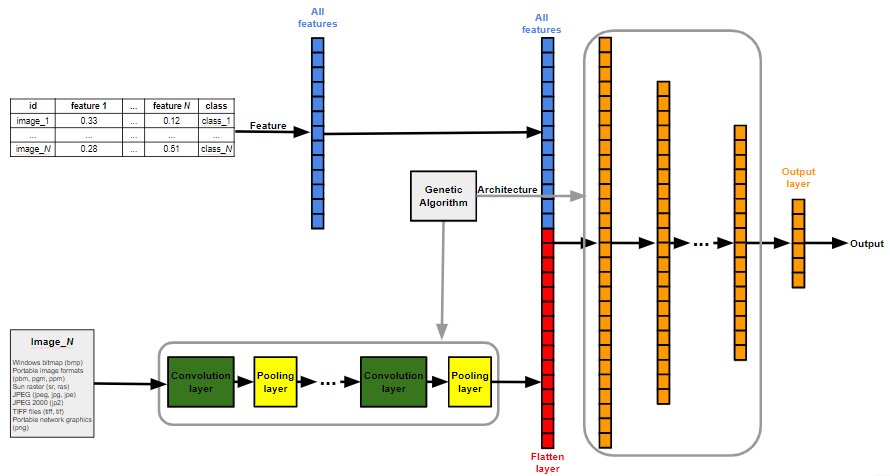 All
features
All
features
id feature 1 ... feature N class
image_1 0.33 ... 0.12 class_1
... ... ... ... ...
image_N 0.28 ... 0.51 class_N
Feature
Genetic
Algorithm
Architecture
Output
layer
...
Output
Image_N
Windows bitmap (bmp)
Portable image formats
(pbm, pgm, ppm)
Sun raster (sr, ras)
JPEG (jpeg, jpg, jpe)
JPEG 2000 (jp2)
TIFF files (tiff, tif)
Portable network graphics
(png)
Convolution
layer
Pooling
layer
...
Convolution
layer
Pooling
layer
Flatten
layer